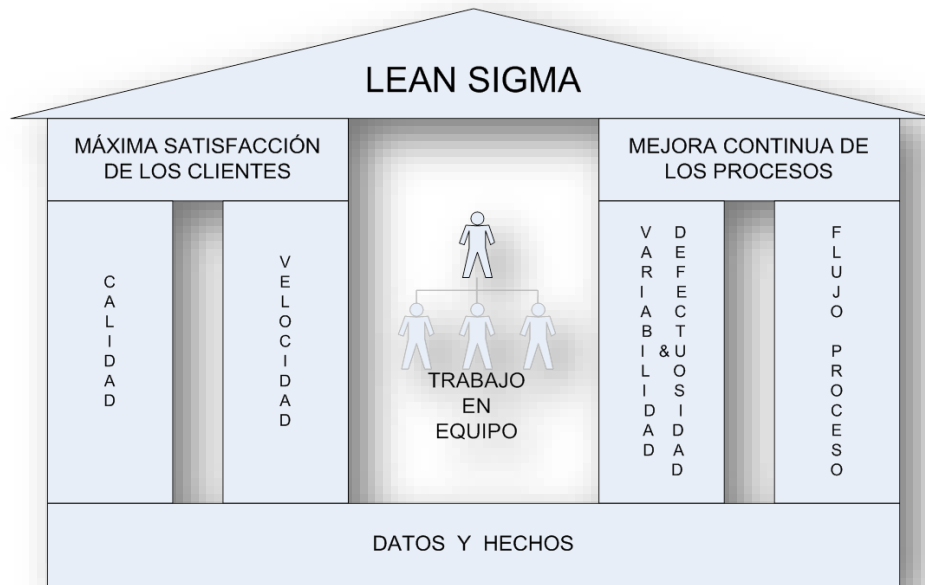 LEAN SIGMA
MÁXIMA SATISFACCIÓN
DE LOS CLIENTES
MEJORA CONTINUA DE
LOS PROCESOS
CALIDAD
VELOCIDAD
TRABAJO
EN
EQUIPO
VARIABILIDAD
&
DEFECTUOSIDAD
FLUJO PROCESO
DATOS Y HECHOS